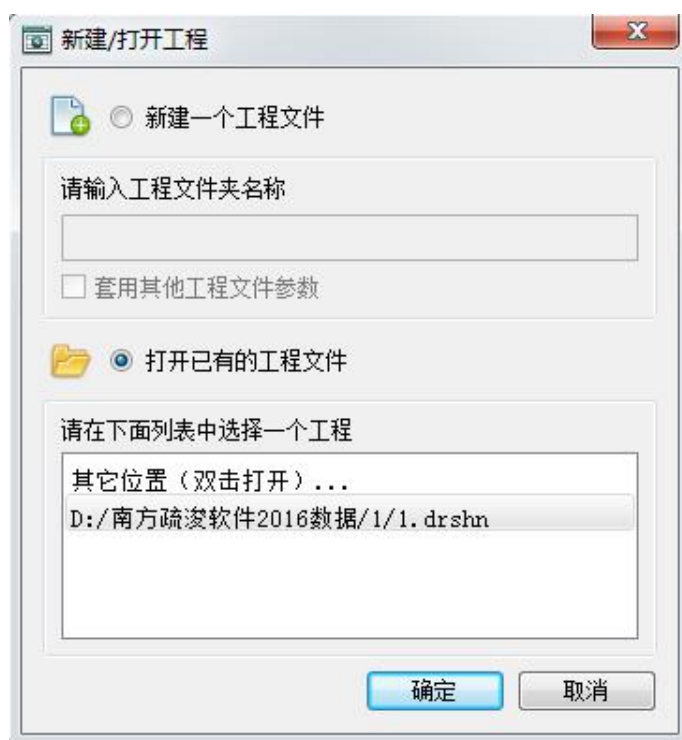 新建/打开工程
新建一个工程文件
请输入工程文件夹名称
套用其他工程文件参数
打开已有的工程文件
请在下面列表中选择一个工程
其它位置（双击打开）...
D:/南方疏浚软件2016数据/1/1.drshn
确定
取消